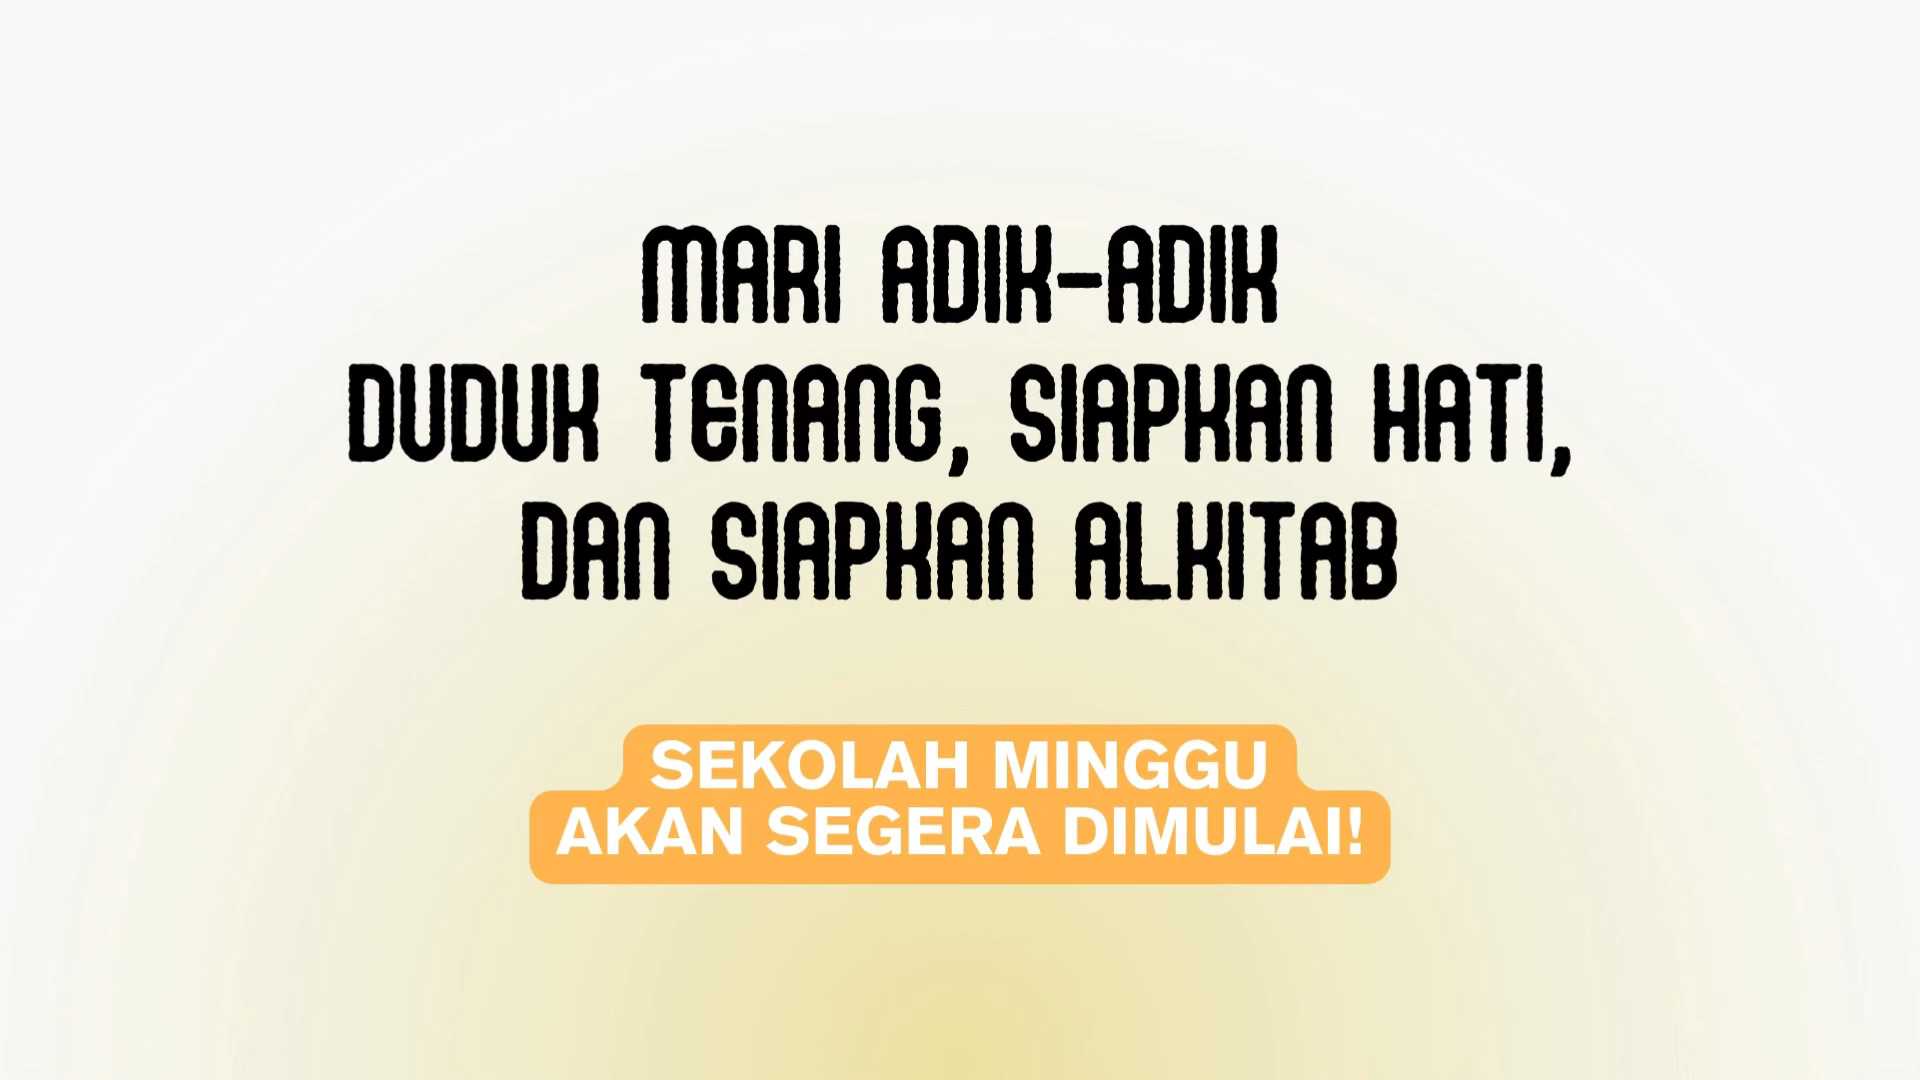 MARI ADIK-ADIK
DUDUK TENANG, SIAPKAN HATI,
DAN SIAPKAN ALKITAB
SEKOLAH MINGGU
AKAN SEGERA DIMULAI!